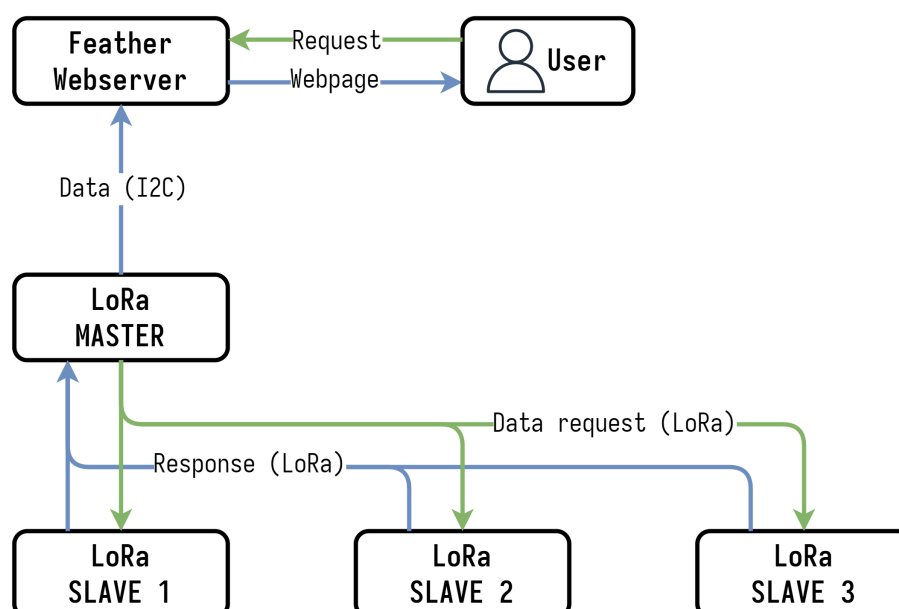 Feather
Webserver
Request
Webpage
User
Data (I2C)
LoRa
MASTER
Data request (LoRa)
Response (LoRa)
LoRa
SLAVE 1
LoRa
SLAVE 2
LoRa
SLAVE 3